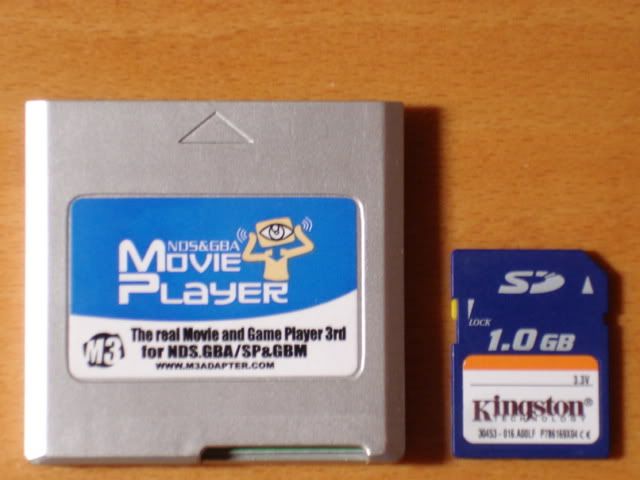 NDS&GBA
MOVIE
PLAYER
M3
The real Movie and Game Player 3rd
for NDS.GBA/SP&GBM
WWW.M3ADAPTER.COM
SD
LOCK
1.0 GB
3.3V
Kingston®
TECHNOLOGY